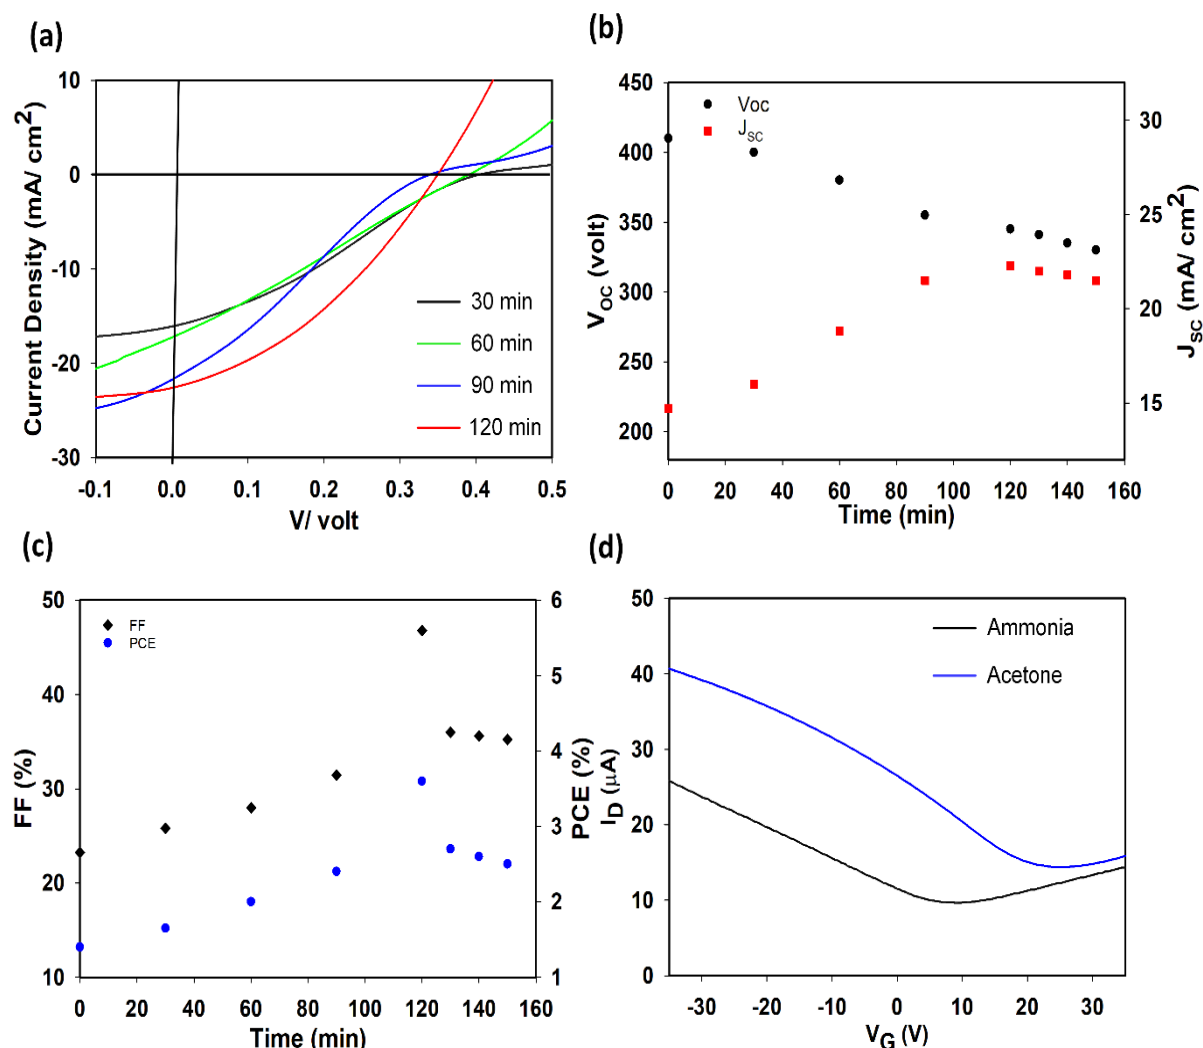 (a)
10
0
-10
-20
-30
Current Density (mA/ cm²)
30 min
60 min
90 min
120 min
-0.1 0.0 0.1 0.2 0.3 0.4 0.5
V/ volt
(b)
450
400
350
300
250
200
V_OC (volt)
Voc
J_SC
30
25
20
15
J_SC (mA/ cm²)
0 20 40 60 80 100 120 140 160
Time (min)
(c)
50
40
30
20
10
FF (%)
FF
PCE
6
5
4
3
2
1
PCE (%)
0 20 40 60 80 100 120 140 160
Time (min)
(d)
50
40
30
20
10
0
I_D (μA)
Ammonia
Acetone
-30 -20 -10 0 10 20 30
V_G (V)